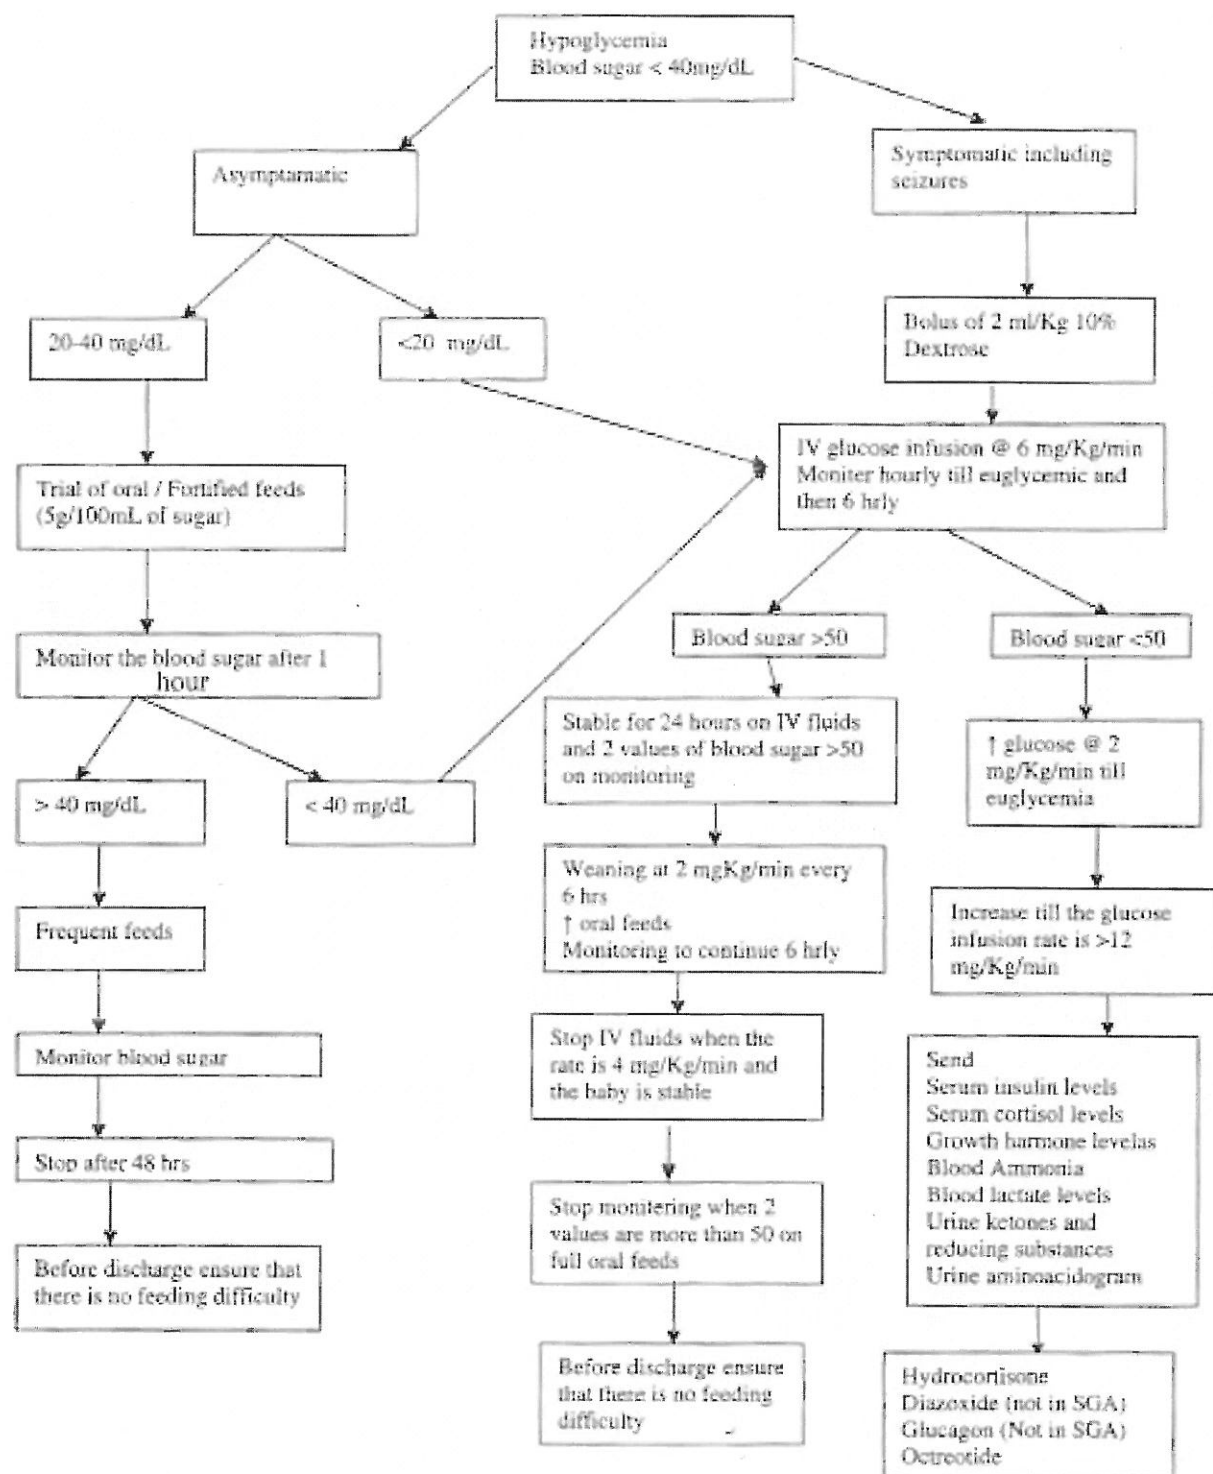 Hypoglycemia
Blood sugar < 40mg/dL
Asymptamatic
Symptomatic including
seizures
20-40 mg/dL
<20 mg/dL
Bolus of 2 ml/Kg 10%
Dextrose
Trial of oral / Fortified feeds
(5g/100mL of sugar)
IV glucose infusion @ 6 mg/Kg/min
Moniter hourly till euglycemic and
then 6 hrly
Monitor the blood sugar after 1
hour
Blood sugar >50
Blood sugar <50
> 40 mg/dL
< 40 mg/dL
Stable for 24 hours on IV fluids
and 2 values of blood sugar >50
on monitoring
↑ glucose @ 2
mg/Kg/min till
euglycemia
Frequent feeds
Weaning at 2 mgKg/min every
6 hrs
↑ oral feeds
Monitoring to continue 6 hrly
Increase till the glucose
infusion rate is >12
mg/Kg/min
Monitor blood sugar
Stop IV fluids when the
rate is 4 mg/Kg/min and
the baby is stable
Send
Serum insulin levels
Serum cortisol levels
Growth harmone levelas
Blood Ammonia
Blood lactate levels
Urine ketones and
reducing substances
Urine aminoacidogram
Stop after 48 hrs
Stop monitering when 2
values are more than 50 on
full oral feeds
Before discharge ensure that
there is no feeding difficulty
Before discharge ensure
that there is no feeding
difficulty
Hydrocortisone
Diazoxide (not in SGA)
Glucagon (Not in SGA)
Octreotide